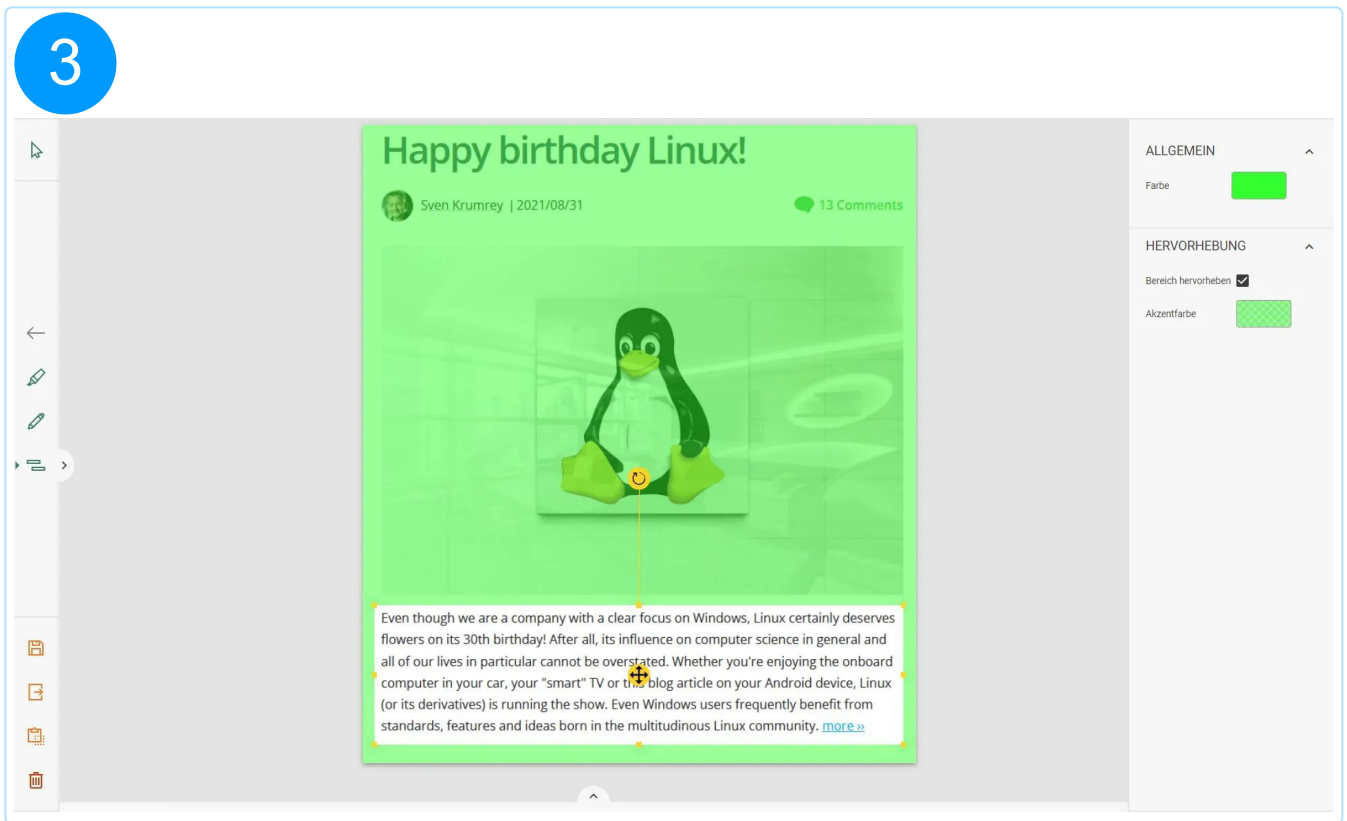 3
Happy birthday Linux!
Sven Krumrey | 2021/08/31
13 Comments
Even though we are a company with a clear focus on Windows, Linux certainly deserves
flowers on its 30th birthday! After all, its influence on computer science in general and
all of our lives in particular cannot be overstated. Whether you're enjoying the onboard
computer in your car, your "smart" TV or this blog article on your Android device, Linux
(or its derivatives) is running the show. Even Windows users frequently benefit from
standards, features and ideas born in the multitudinous Linux community. more »
ALLGEMEIN
Farbe
HERVORHEBUNG
Bereich hervorheben
Akzentfarbe